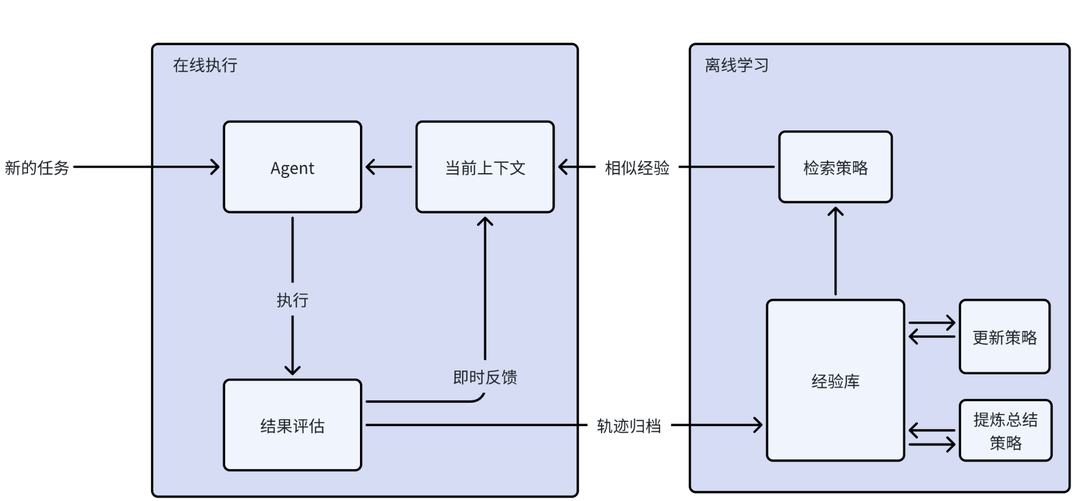 在线执行
离线学习
新的任务
Agent
当前上下文
相似经验
检索策略
执行
更新策略
即时反馈
经验库
结果评估
轨迹归档
提炼总结
策略